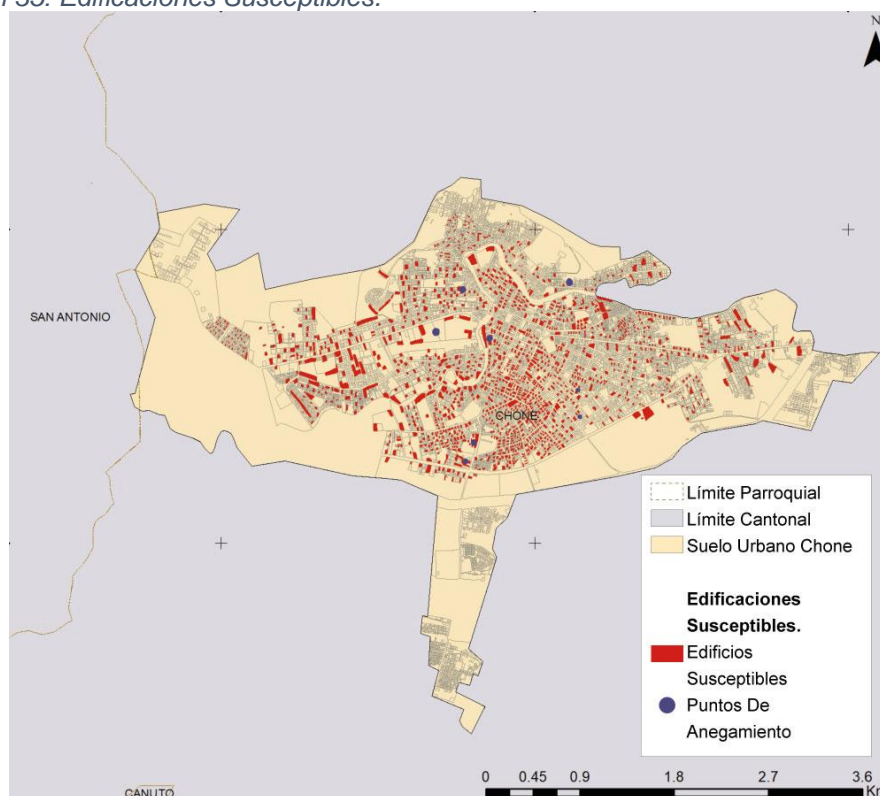 Edificaciones Susceptibles.
N
SAN ANTONIO
CHONE
Límite Parroquial
Límite Cantonal
Suelo Urbano Chone
Edificaciones
Susceptibles.
Edificios
Susceptibles
Puntos De
Anegamiento
0 0.45 0.9 1.8 2.7 3.6
Km
CANUTO